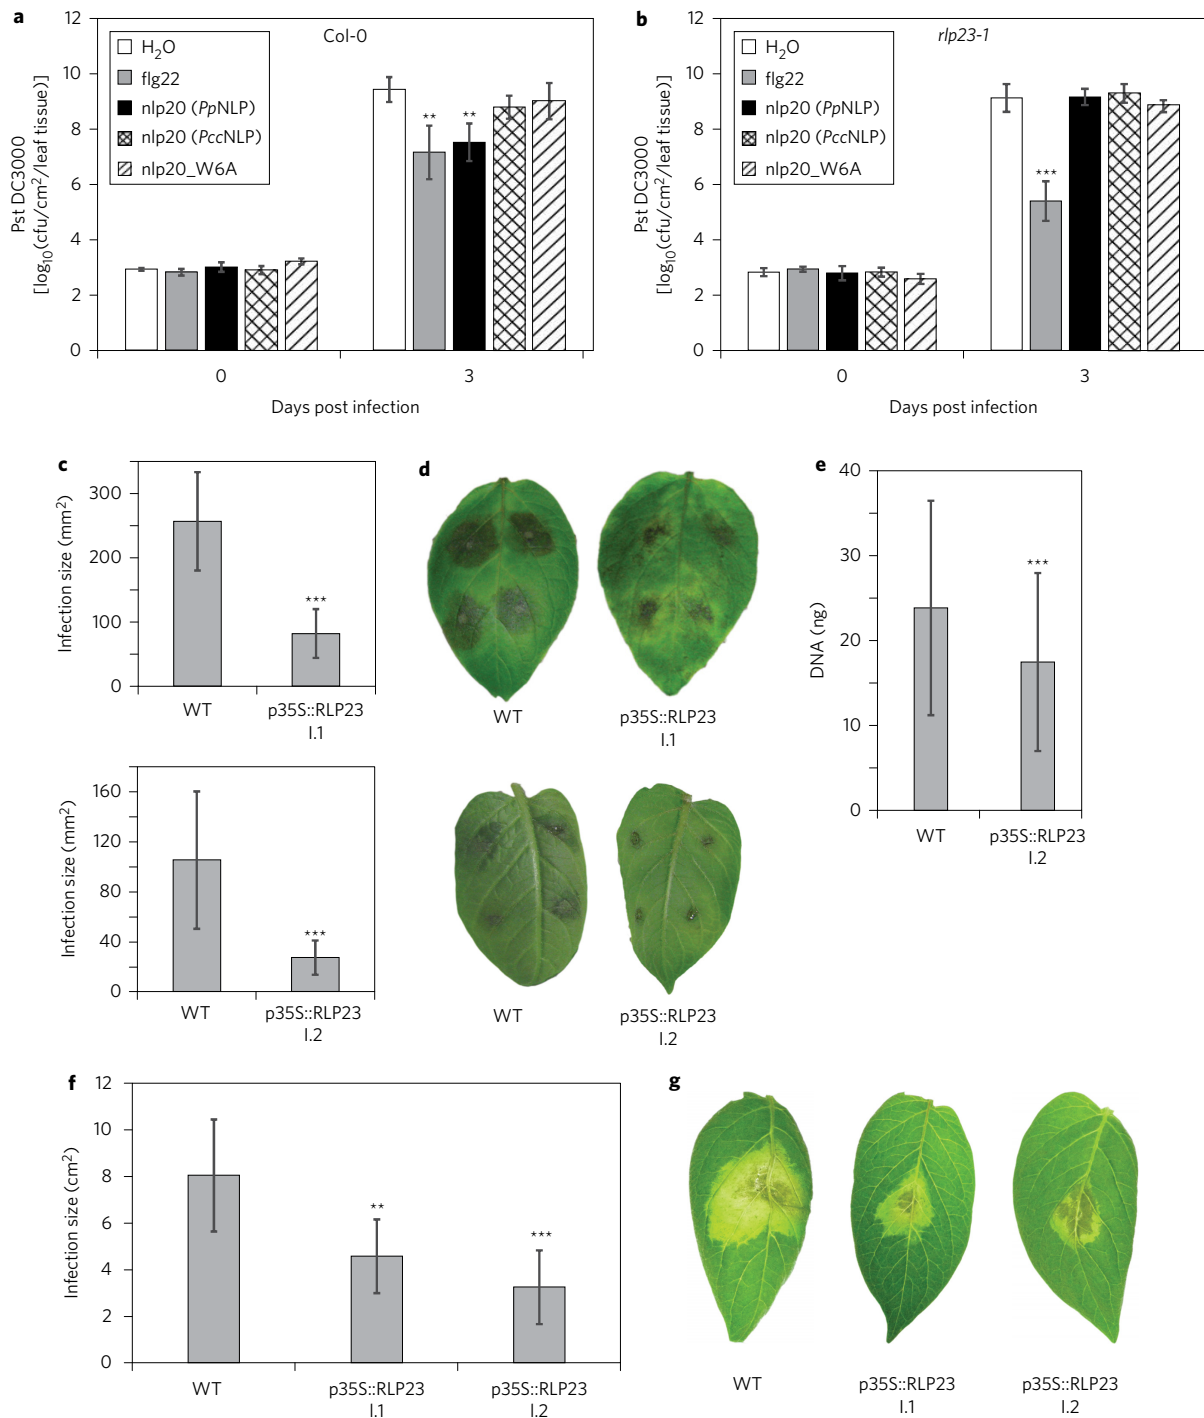 a
Col-0
H2O
flg22
nlp20 (PpNLP)
nlp20 (PccNLP)
nlp20_W6A
Pst DC3000
[log10(cfu/cm2/leaf tissue)]
12
10
8
6
4
2
0
** **
0 3
Days post infection
b
rlp23-1
H2O
flg22
nlp20 (PpNLP)
nlp20 (PccNLP)
nlp20_W6A
Pst DC3000
[log10(cfu/cm2/leaf tissue)]
12
10
8
6
4
2
0
***
0 3
Days post infection
c
Infection size (mm2)
300
200
100
0
***
WT p35S::RLP23
l.1
Infection size (mm2)
160
120
80
40
0
***
WT p35S::RLP23
l.2
d
WT p35S::RLP23
l.1
WT p35S::RLP23
l.2
e
DNA (ng)
40
30
20
10
0
***
WT p35S::RLP23
l.2
f
Infection size (cm2)
12
10
8
6
4
2
0
**
***
WT p35S::RLP23 p35S::RLP23
l.1 l.2
g
WT p35S::RLP23 p35S::RLP23
l.1 l.2